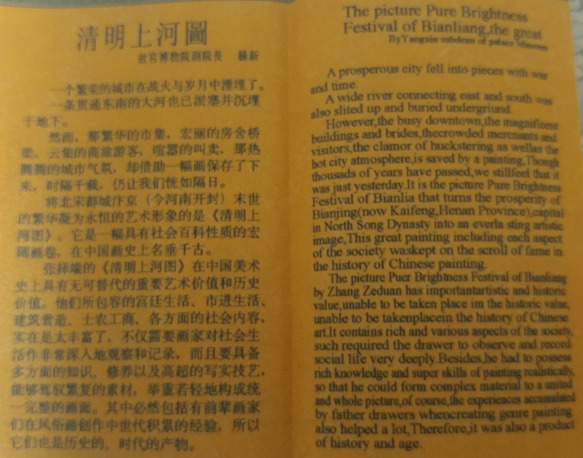 清明上河圖
故宮博物院副院長 楊新
一个繁荣的城市在战火与岁月中湮埋了。
一条贯通东南的大河也已淤塞并沉埋
于地下。
然而，那繁华的市集，宏丽的房舍桥
梁，云集的商旅游客，喧嚣的叫卖，那热
腾腾的城市气氛，却借助一幅画保存了下
来，时隔千载，仍让我们恍如隔日。
将北宋都城汴京（今河南开封）末世
的繁华凝为永恒的艺术形象的是《清明上
河图》。它是一幅具有社会百科性质的宏
阔画卷，在中国画史上名垂千古。
张择端的《清明上河图》在中国美术
史上具有无可替代的重要艺术价值和历史
价值。他们所包容的宫廷生活、市进生活、
建筑营造、士农工商、各方面的社会内容，
实在是太丰富了，不仅需要画家对社会生
活作非常深入地观察和记录，而且要具备
多方面的知识、修养以及高超的写实技艺，
能够驾驭繁复的素材，举重若轻地构成统
一完整的画面。其中必然包括有前辈画家
们在风俗画创作中世代积累的经验，所以
它们也是历史的、时代的产物。
The picture Pure Brightness
Festival of Bianliang,the great
By Yangxin subdean of palace Museum
A prosperous city fell into pieces with war
and time.
A wide river connecting east and south was
also slited up and buried undergriund.
However,the busy downtown,the magnifinent
buildings and brides,thecrowded mercnants and
visitors,the clamor of huckstering as wellas the
hot city atmosphere,is saved by a painting.Though
thousads of years have passed,we stillfeel that it
was just yesterday.It is the picture Pure Brightness
Festival of Bianlia that turns the prosperity of
Bianjing(now Kaifeng,Henan Province),capital
in North Song Dynasty into an everla sting artistic
image,This great painting including each aspect
of the society waskept on the scroll of fame in
the history of Chinese painting.
The picture Puer Brightness Festival of Bianliang
by Zhang Zeduan has importantartistic and historic
value,unable to be taken place im the historic value,
unable to be takenplacein the history of Chinese
art.It contains rich and various aspects of the society,
such required the drawer to observe and record
social life very deeply.Besides,he had to possess
rich knowledge and super skills of painting realistically,
so that he could form complex material to a united
and whole picture,of course,the experiences accumulated
by father drawers whencreating genre painting
also helped a lot,Therefore,it was also a product
of history and age.